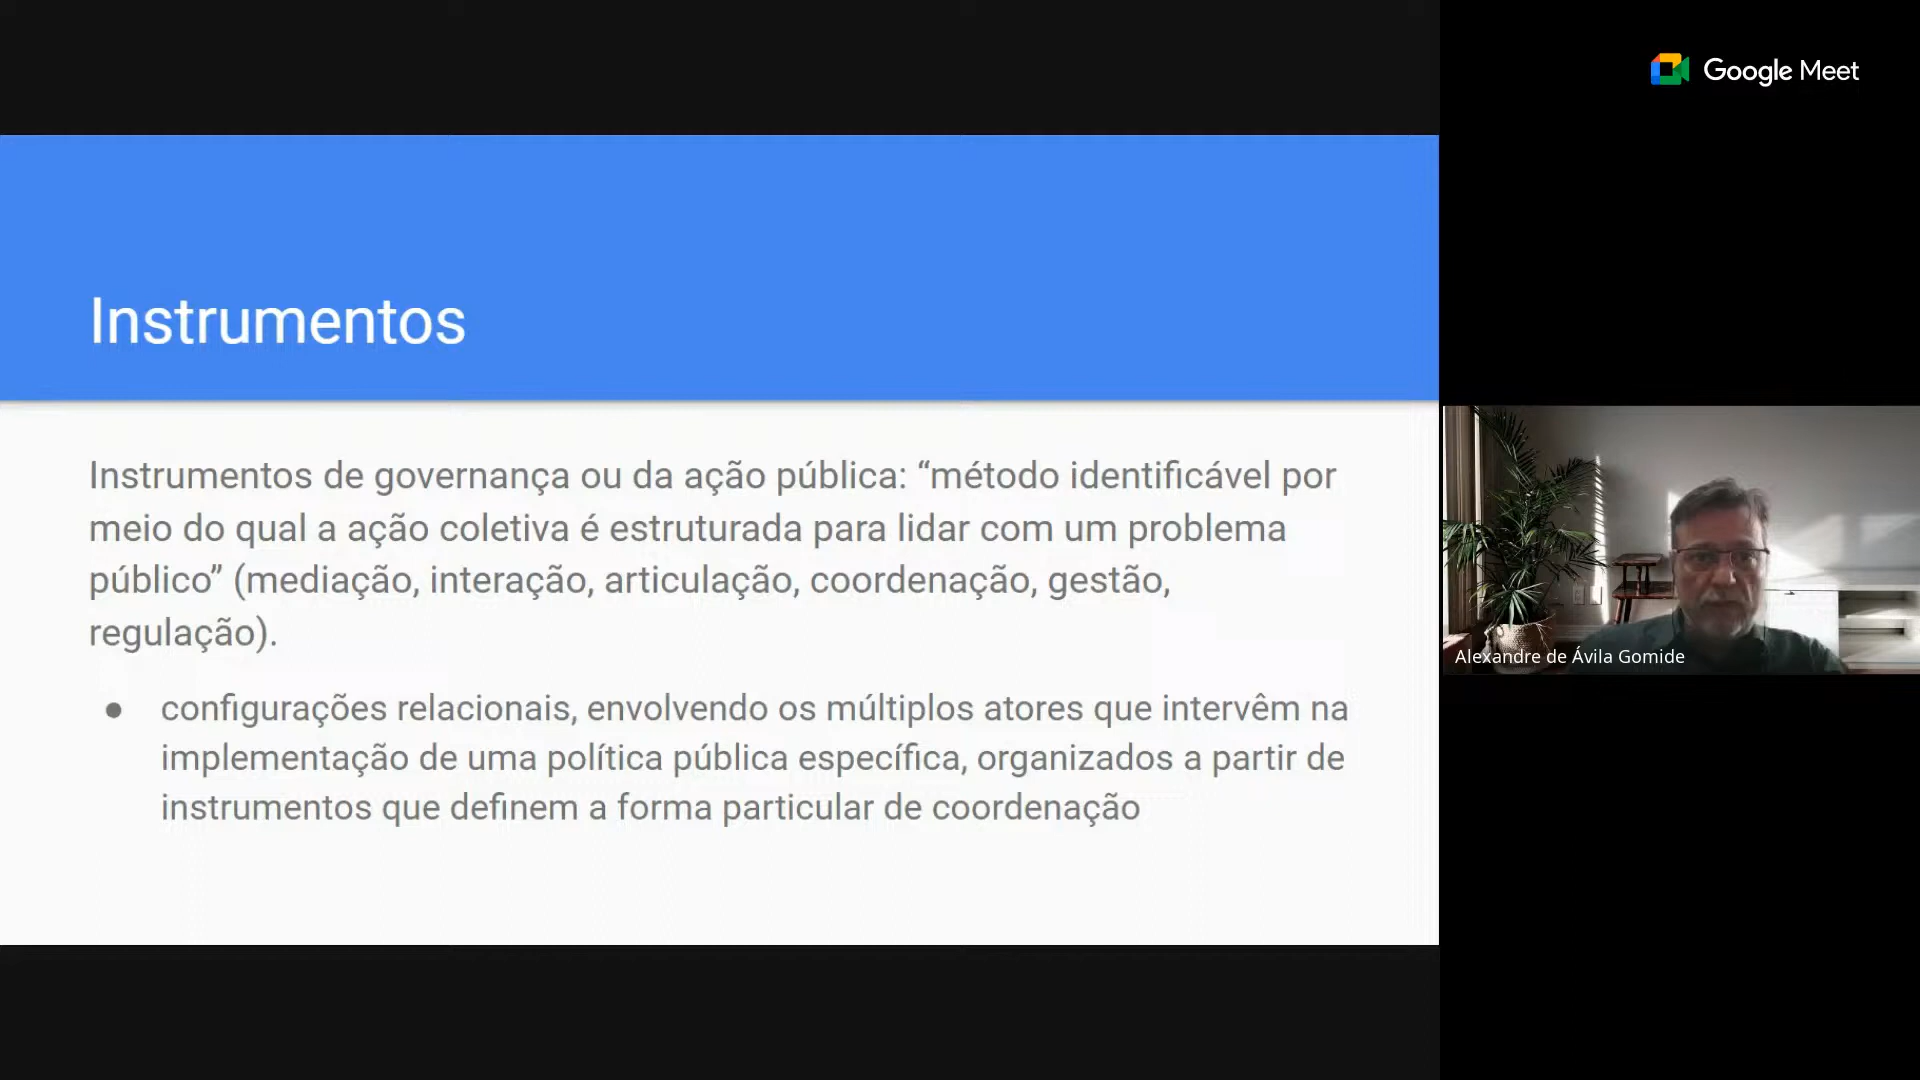 Google Meet
Instrumentos
Instrumentos de governança ou da ação pública: “método identificável por
meio do qual a ação coletiva é estruturada para lidar com um problema
público” (mediação, interação, articulação, coordenação, gestão,
regulação).
● configurações relacionais, envolvendo os múltiplos atores que intervêm na
implementação de uma política pública específica, organizados a partir de
instrumentos que definem a forma particular de coordenação
Alexandre de Ávila Gomide